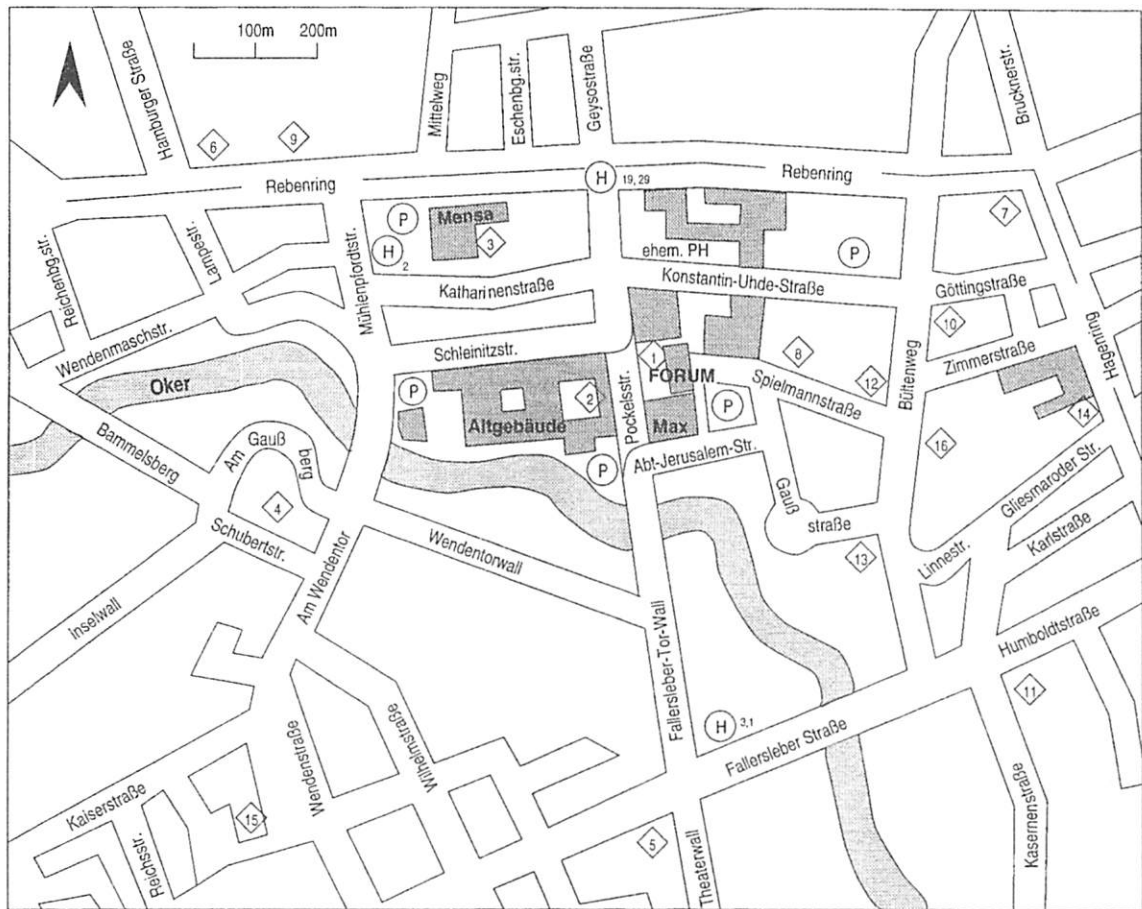 100m 200m
Hamburger Straße
Mittelweg
Eschenbg.str.
Geysostraße
Brucknerstr.
6
9
Rebenring
H 19, 29
Rebenring
P
Mensa
3
H 2
7
ehem. PH
P
Reichenbg.str.
Lampestr.
Mühlenpfordtstr.
Katharinenstraße
Konstantin-Uhde-Straße
Göttingstraße
Wendenmaschstr.
Schleinitzstr.
10
Zimmerstraße
Hagenring
Oker
1
FORUM
8
Spielmannstraße
12
Bültenweg
P
2
Altgebäude
Pockelsstr.
Max
P
14
16
Bammelsberg
Am Gauß berg
P
Abt-Jerusalem-Str.
Gliesmaroder Str.
4
Gauß straße
Schubertstr.
Wendentorwall
13
Linnestr.
Karlstraße
Inselwall
Am Wendentor
Humboldtstraße
Fallersleber-Tor-Wall
11
H 3,1
Fallersleber Straße
Wendenstraße
Wilhelmstraße
Kaiserstraße
Reichsstr.
15
5
Theaterwall
Kasernenstraße